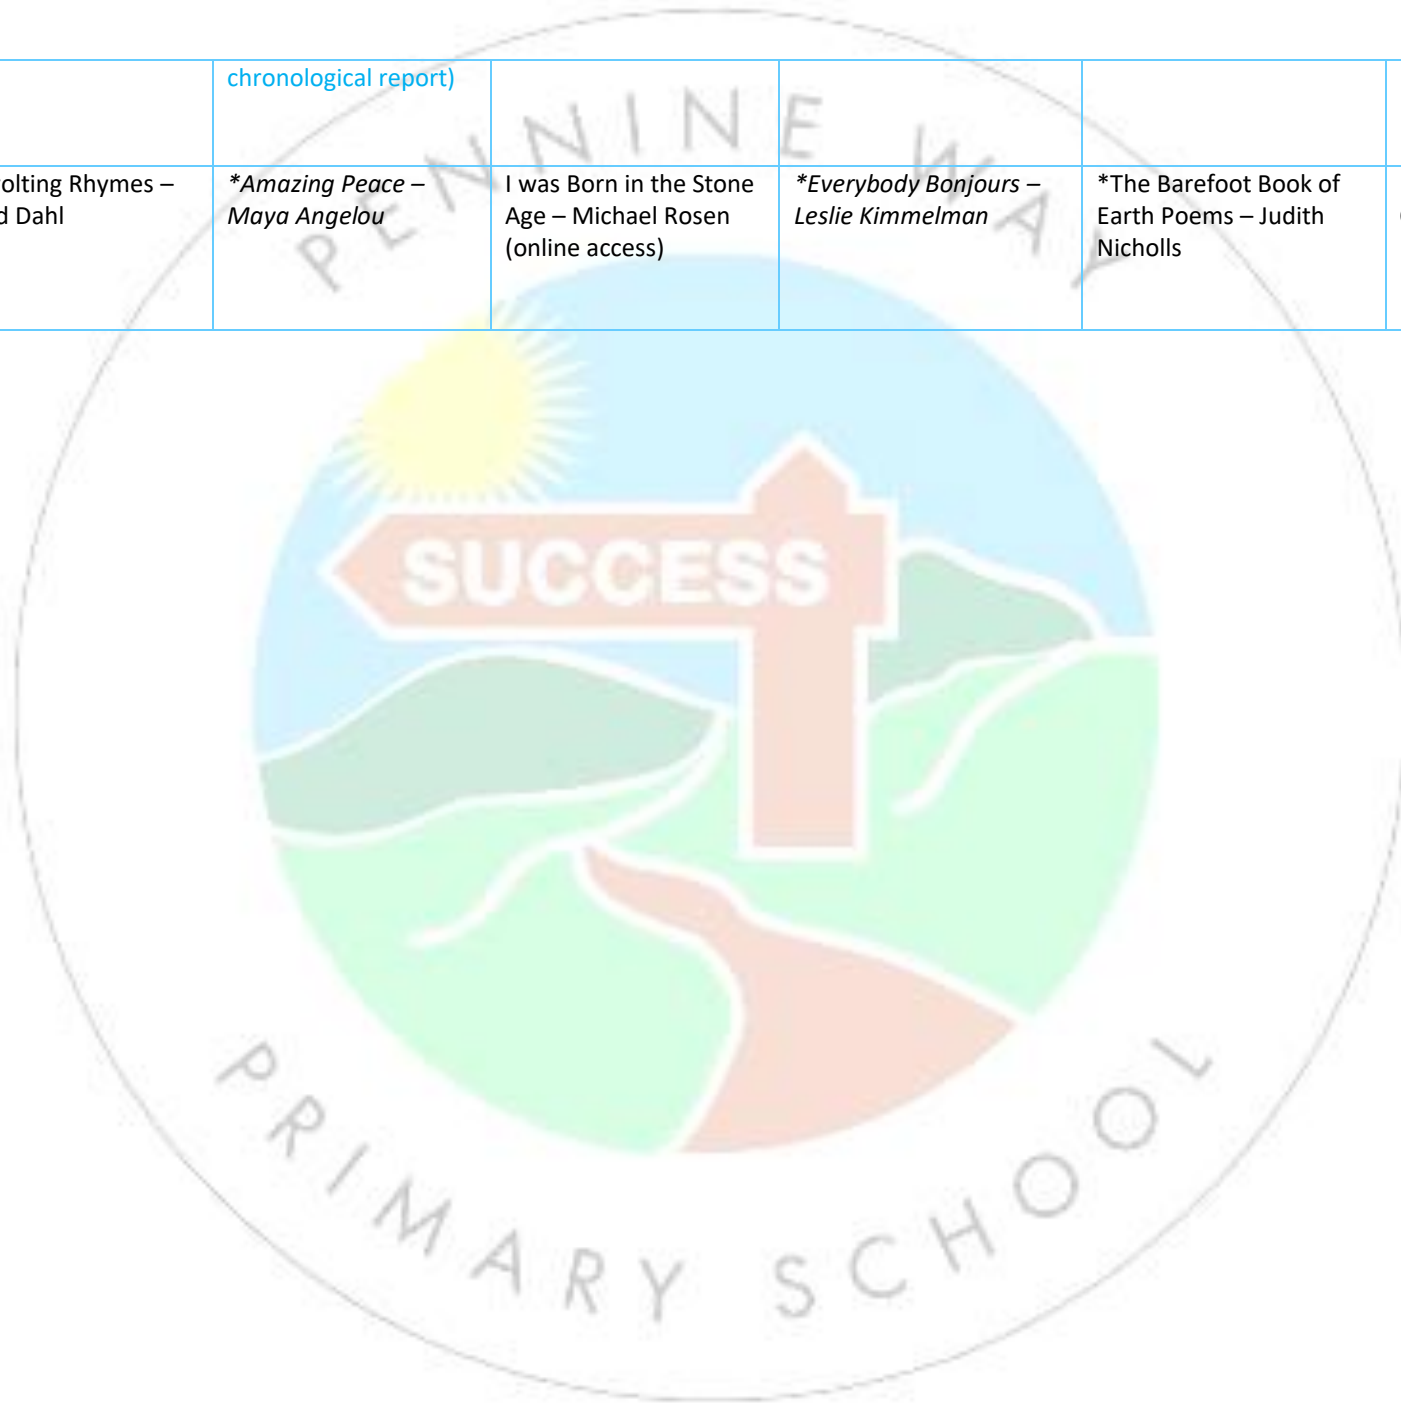 chronological report)
olting Rhymes –
d Dahl
*Amazing Peace –
Maya Angelou
I was Born in the Stone
Age – Michael Rosen
(online access)
*Everybody Bonjours –
Leslie Kimmelman
*The Barefoot Book of
Earth Poems – Judith
Nicholls
PENNINE WAY
SUCCESS
PRIMARY SCHOOL